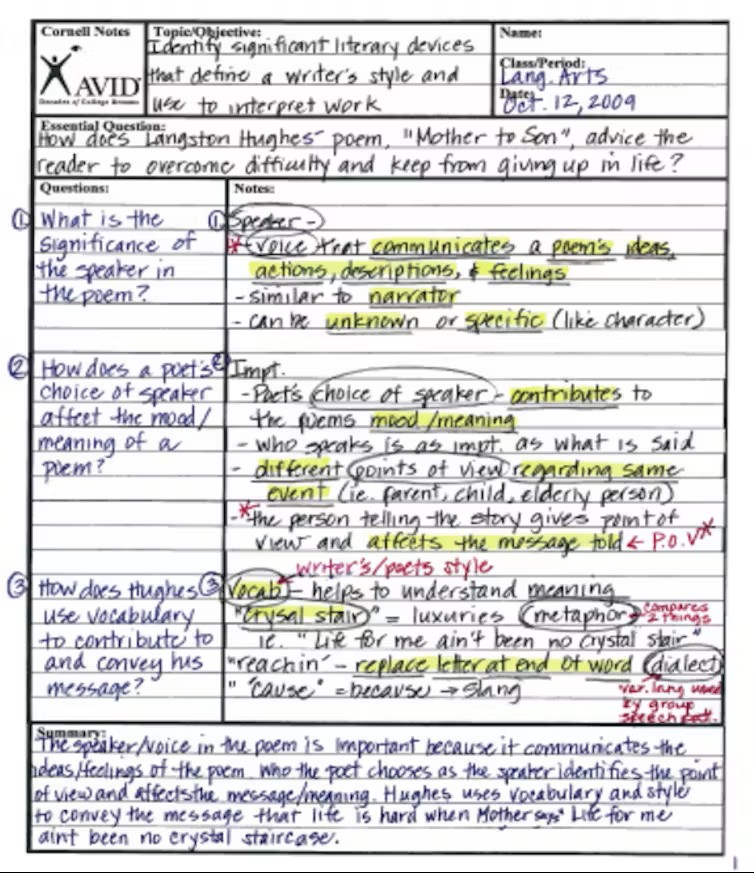 Cornell Notes
AVID
Decades of College Dreams
Topic/Objective:
Identify significant literary devices
that define a writer's style and
use to interpret work
Name:
Class/Period:
Lang. Arts
Date:
Oct. 12, 2009
Essential Question:
How does Langston Hughes' poem, "Mother to Son", advice the
reader to overcome difficulty and keep from giving up in life?
Questions:
① What is the
significance of
the speaker in
the poem?
② How does a poet's
choice of speaker
affect the mood/
meaning of a
poem?
③ How does Hughes
use vocabulary
to contribute to
and convey his
message?
Notes:
① Speaker -
* - voice that communicates a poem's ideas,
actions, descriptions, & feelings
- similar to narrator
- can be unknown or specific (like character)
② Impt.
- Poet's choice of speaker - contributes to
the poems mood/meaning
- who speaks is as impt. as what is said
- different points of view regarding same
event (ie. parent, child, elderly person)
- * the person telling the story gives point of
view and affects the message told ← P.O.V *
writer's/poets style
③ Vocab - helps to understand meaning
"crysal stair" = luxuries (metaphor) → compares
2 things
ie. "Life for me ain't been no crystal stair"
"reachin' - replace letter at end of word (dialect)
" 'cause" = because → slang
var. lang used
by group
speech patt.
Summary:
The speaker/voice in the poem is important because it communicates the
ideas/feelings of the poem. Who the poet chooses as the speaker identifies the point
of view and affects the message/meaning. Hughes uses vocabulary and style
to convey the message that life is hard when Mother says "Life for me
aint been no crystal staircase.
1